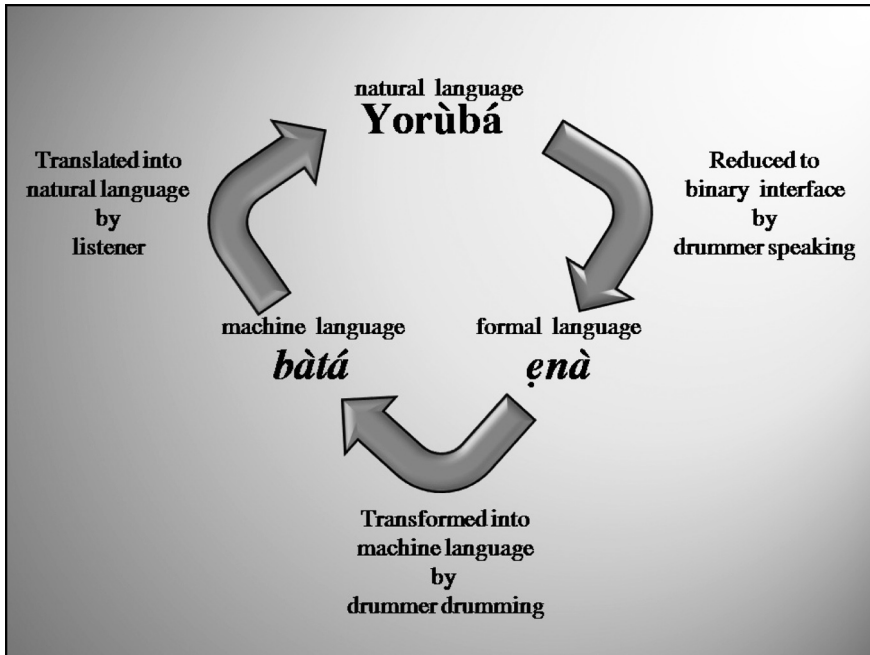 natural language
Yorùbá
Translated into
natural language
by
listener
Reduced to
binary interface
by
drummer speaking
machine language
bàtá
formal language
ẹnà
Transformed into
machine language
by
drummer drumming